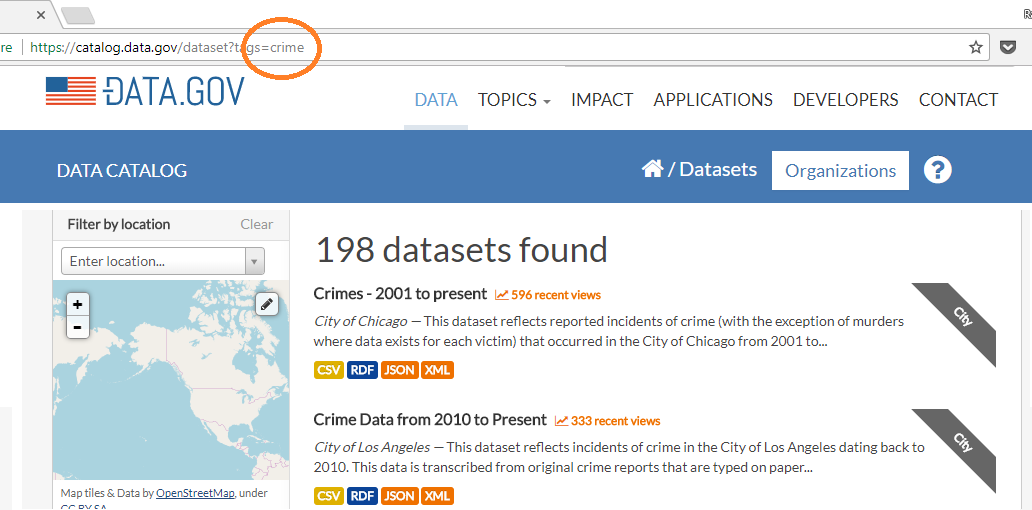 re https://catalog.data.gov/dataset?tags=crime
DATA.GOV
DATA TOPICS IMPACT APPLICATIONS DEVELOPERS CONTACT
DATA CATALOG
/ Datasets Organizations ?
Filter by location Clear
Enter location...
+
-
198 datasets found
Crimes - 2001 to present 596 recent views
City of Chicago — This dataset reflects reported incidents of crime (with the exception of murders
where data exists for each victim) that occurred in the City of Chicago from 2001 to...
CSV RDF JSON XML
City
Crime Data from 2010 to Present 333 recent views
City of Los Angeles — This dataset reflects incidents of crime in the City of Los Angeles dating back to
2010. This data is transcribed from original crime reports that are typed on paper...
CSV RDF JSON XML
City
Map tiles & Data by OpenStreetMap, under
CC BY SA